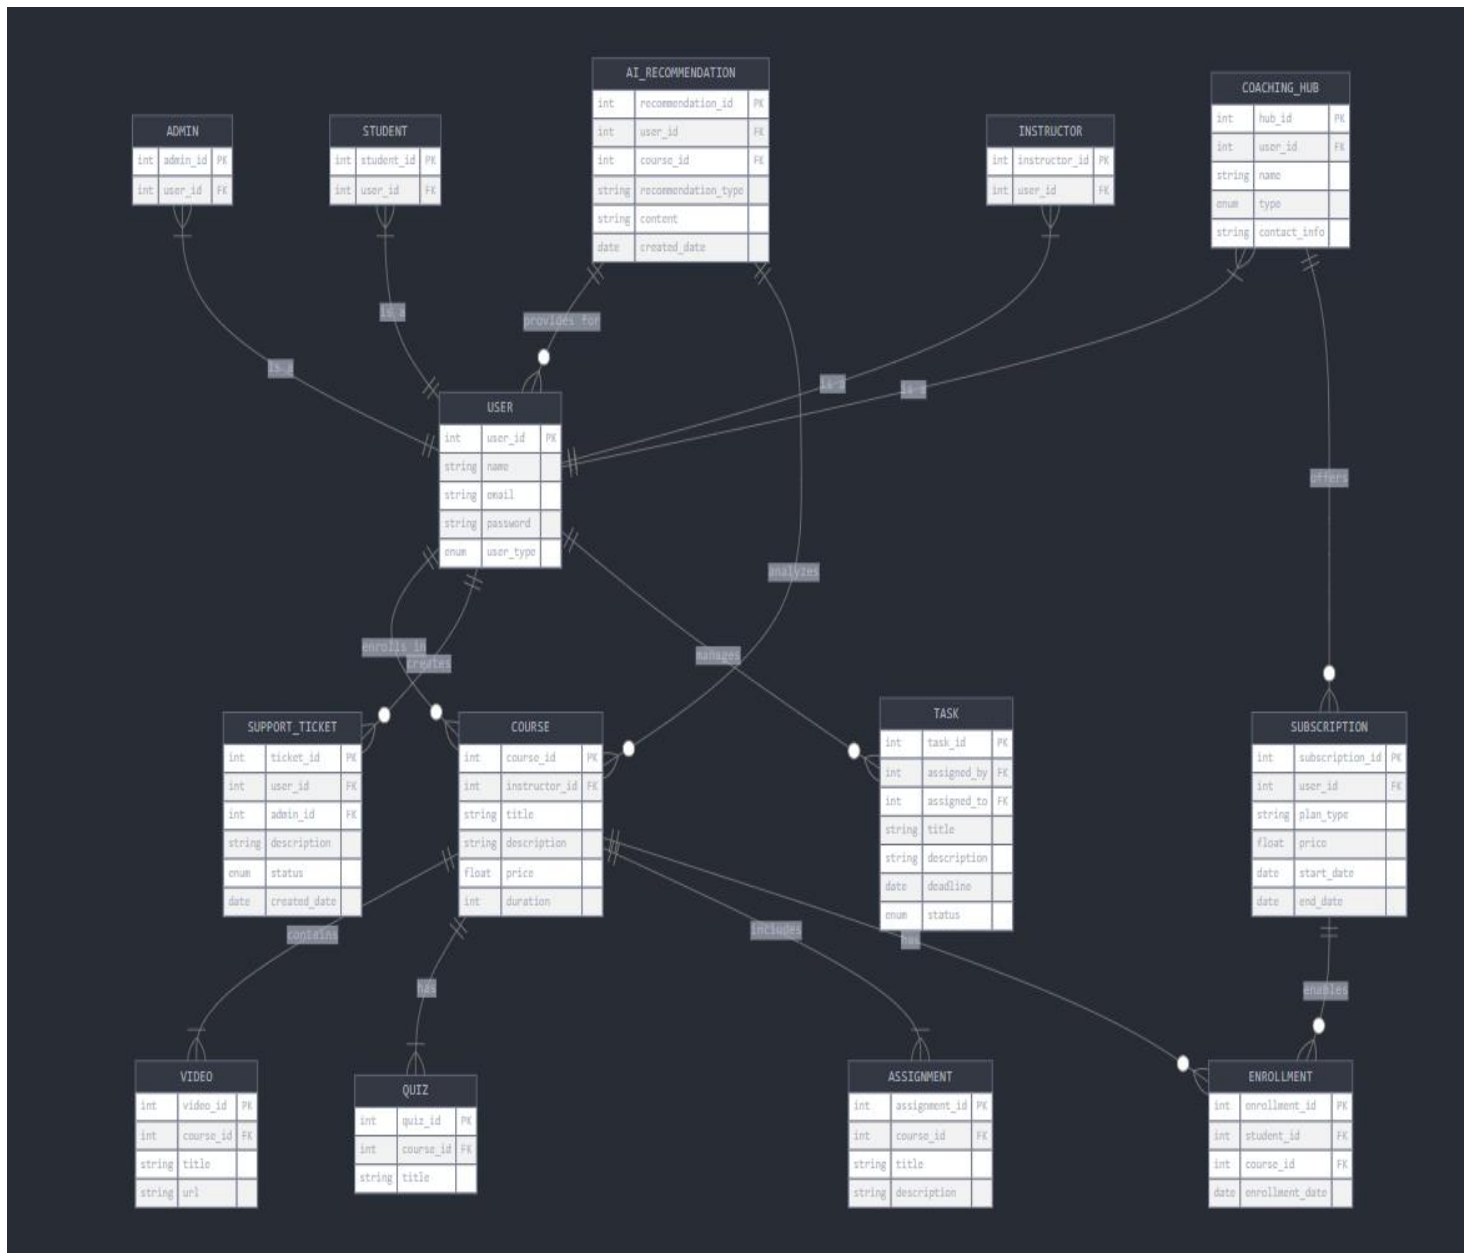 ADMIN
int admin_id PK
int user_id FK
STUDENT
int student_id PK
int user_id FK
AI_RECOMMENDATION
int recommendation_id PK
int user_id FK
int course_id FK
string recommendation_type
string content
date created_date
INSTRUCTOR
int instructor_id PK
int user_id FK
COACHING_HUB
int hub_id PK
int user_id FK
string name
enum type
string contact_info
is a
is a
provides for
is a
is a
USER
int user_id PK
string name
string email
string password
enum user_type
offers
analyzes
enrolls in
creates
manages
SUPPORT_TICKET
int ticket_id PK
int user_id FK
int admin_id FK
string description
enum status
date created_date
COURSE
int course_id PK
int instructor_id FK
string title
string description
float price
int duration
TASK
int task_id PK
int assigned_by FK
int assigned_to FK
string title
string description
date deadline
enum status
SUBSCRIPTION
int subscription_id PK
int user_id FK
string plan_type
float price
date start_date
date end_date
contains
has
includes
has
enables
VIDEO
int video_id PK
int course_id FK
string title
string url
QUIZ
int quiz_id PK
int course_id FK
string title
ASSIGNMENT
int assignment_id PK
int course_id FK
string title
string description
ENROLLMENT
int enrollment_id PK
int student_id FK
int course_id FK
date enrollment_date